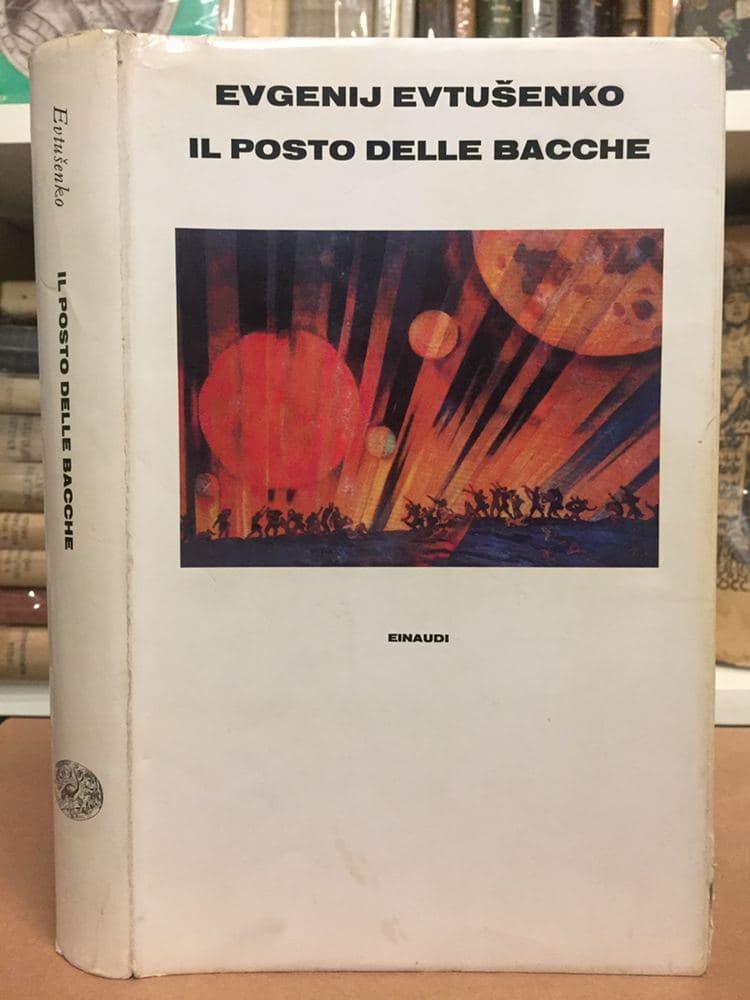 EVGENIJ EVTUŠENKO
IL POSTO DELLE BACCHE
EINAUDI
Evtušenko
IL POSTO DELLE BACCHE